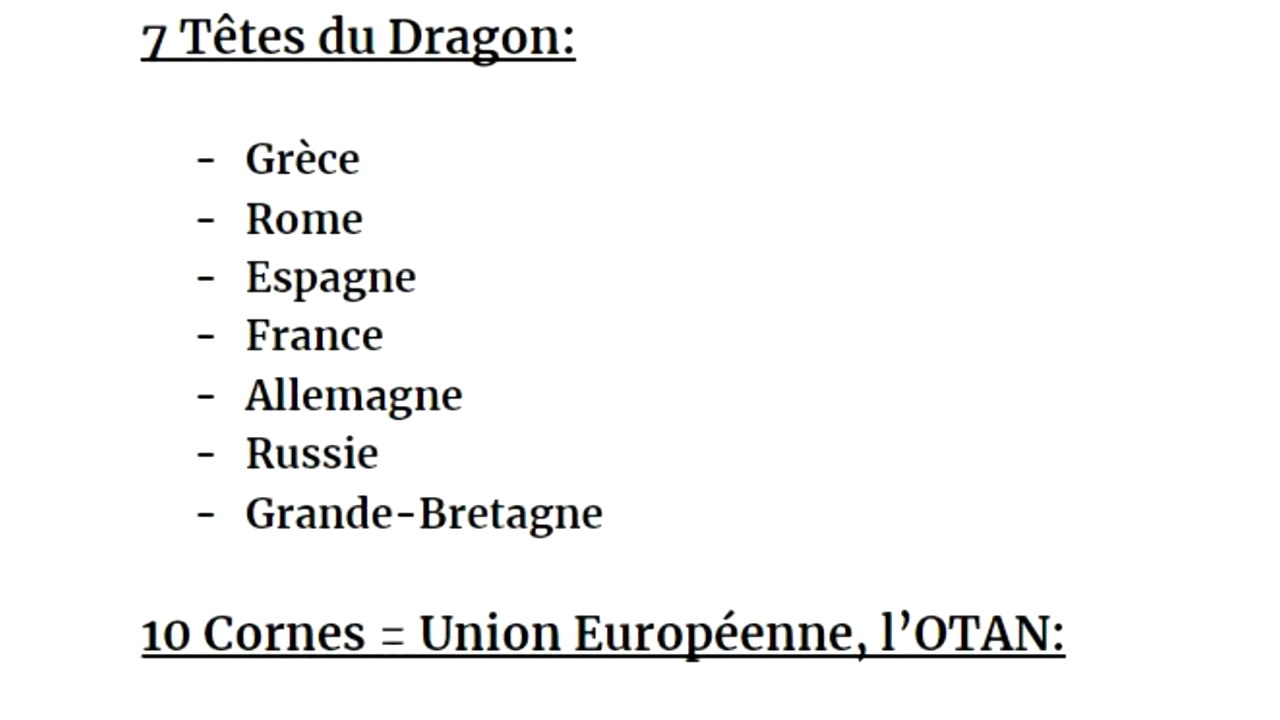 7 Têtes du Dragon:
- Grèce
- Rome
- Espagne
- France
- Allemagne
- Russie
- Grande-Bretagne
10 Cornes = Union Européenne, l’OTAN: